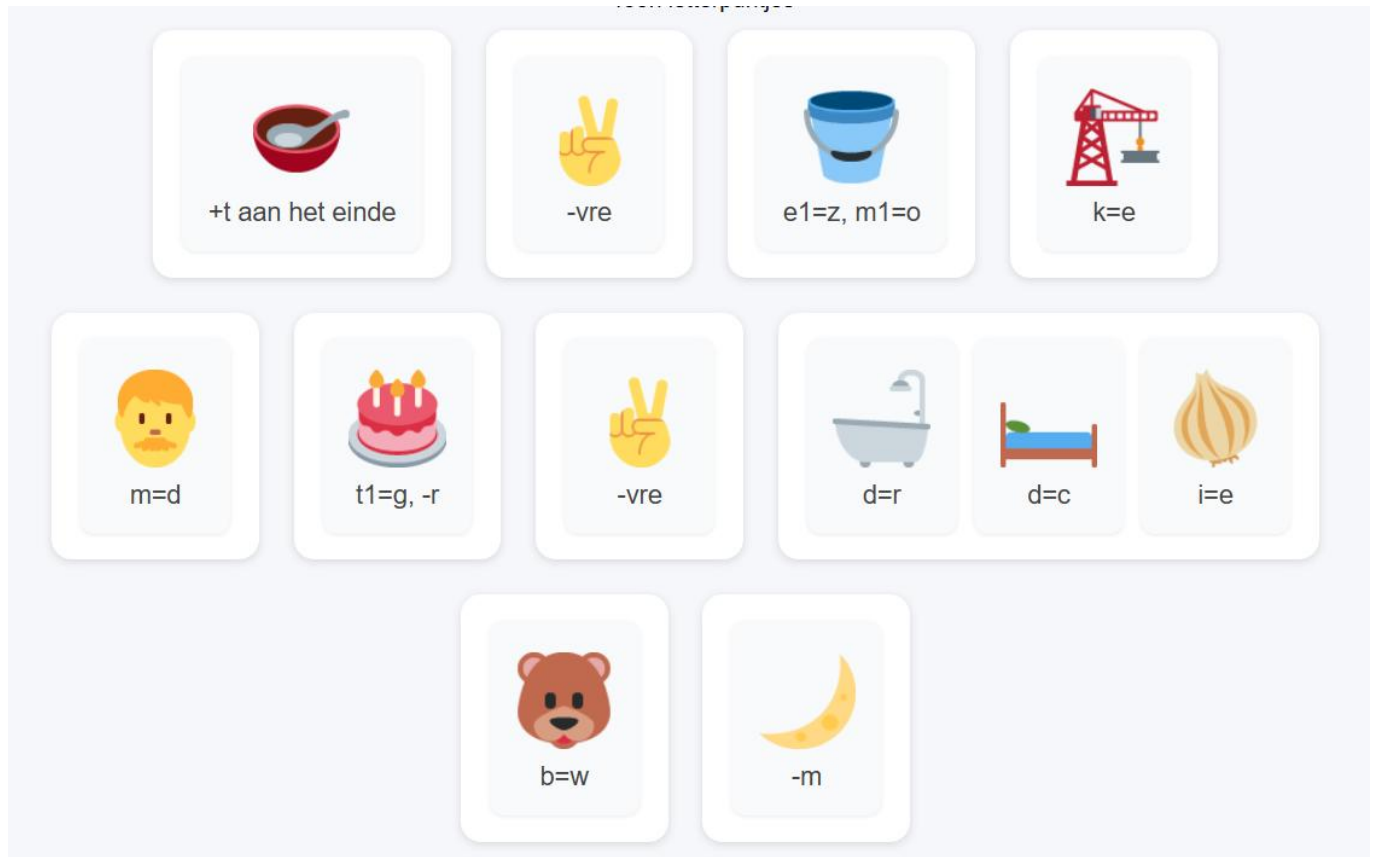 +t aan het einde
-vre
e1=z, m1=o
k=e
m=d
t1=g, -r
-vre
d=r
d=c
i=e
b=w
-m